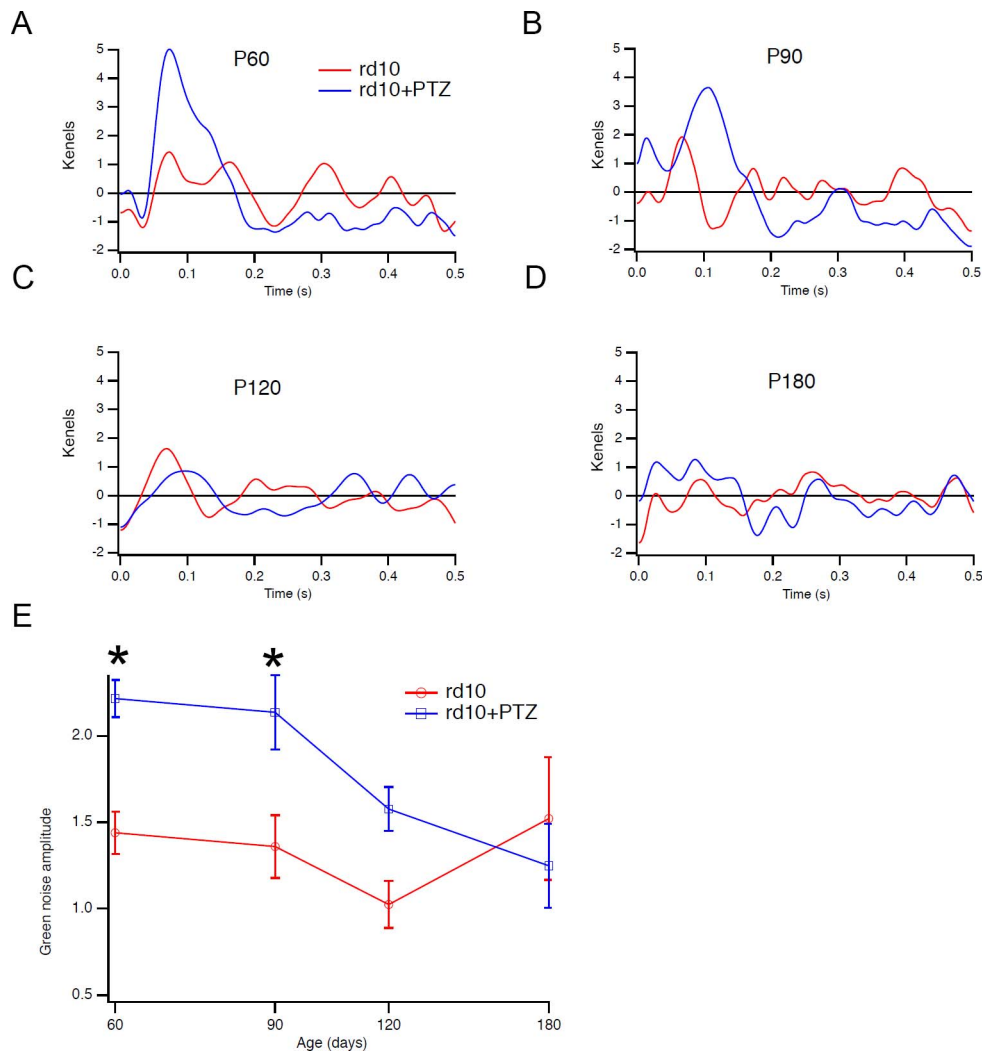 A
P60
rd10
rd10+PTZ
Kenels
5
4
3
2
1
0
-1
-2
0.0 0.1 0.2 0.3 0.4 0.5
Time (s)
B
P90
Kenels
5
4
3
2
1
0
-1
-2
0.0 0.1 0.2 0.3 0.4 0.5
Time (s)
C
P120
Kenels
5
4
3
2
1
0
-1
-2
0.0 0.1 0.2 0.3 0.4 0.5
Time (s)
D
P180
Kenels
5
4
3
2
1
0
-1
-2
0.0 0.1 0.2 0.3 0.4 0.5
Time (s)
E
* *
rd10
rd10+PTZ
Green noise amplitude
2.0
1.5
1.0
0.5
60 90 120 180
Age (days)